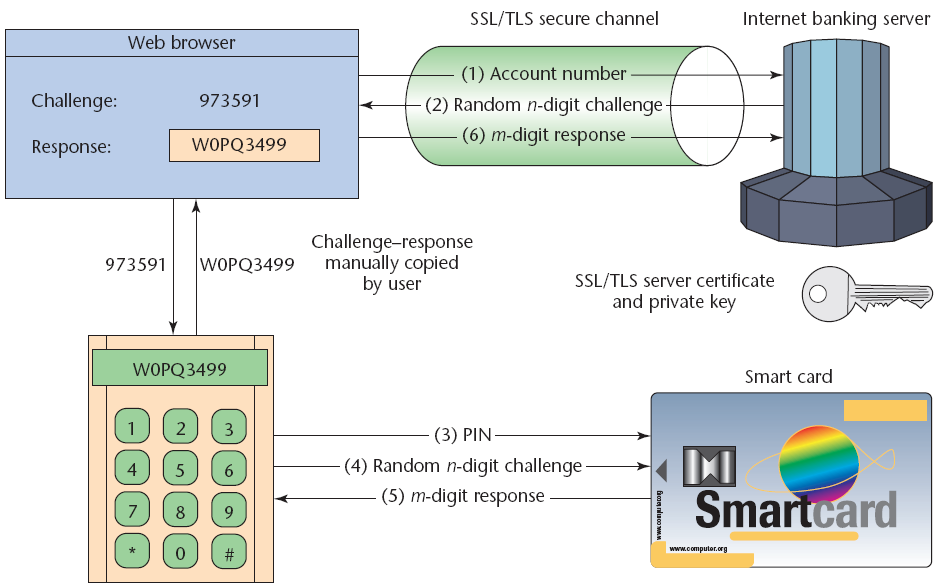 SSL/TLS secure channel
Internet banking server
Web browser
Challenge: 973591
Response: W0PQ3499
(1) Account number
(2) Random n-digit challenge
(6) m-digit response
973591
W0PQ3499
Challenge–response
manually copied
by user
SSL/TLS server certificate
and private key
W0PQ3499
1 2 3
4 5 6
7 8 9
* 0 #
(3) PIN
(4) Random n-digit challenge
(5) m-digit response
Smart card
Smartcard
www.computer.org
www.computer.org